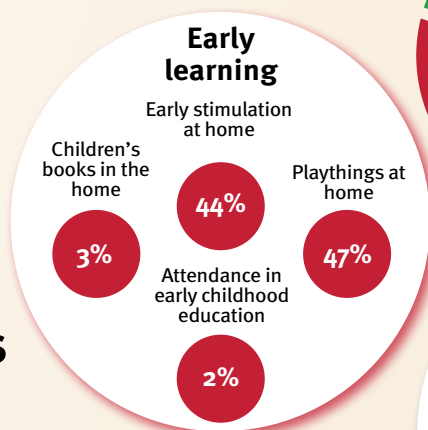 Early
learning
Early stimulation
at home
44%
Children's
books in the
home
3%
Playthings at
home
47%
Attendance in
early childhood
education
2%
s